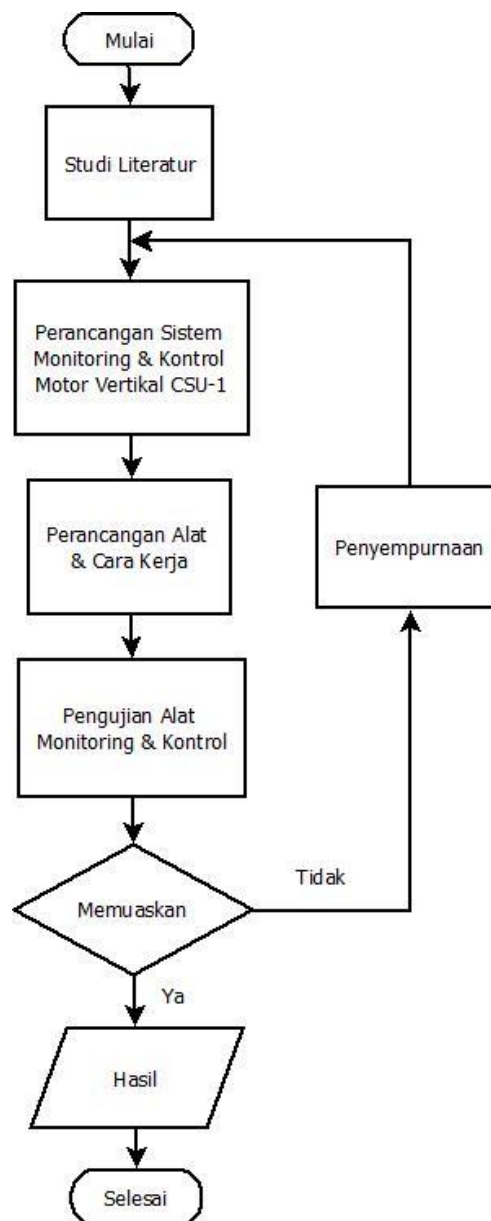 Mulai
Studi Literatur
Perancangan Sistem
Monitoring & Kontrol
Motor Vertikal CSU-1
Perancangan Alat
& Cara Kerja
Penyempurnaan
Pengujian Alat
Monitoring & Kontrol
Memuaskan
Tidak
Ya
Hasil
Selesai